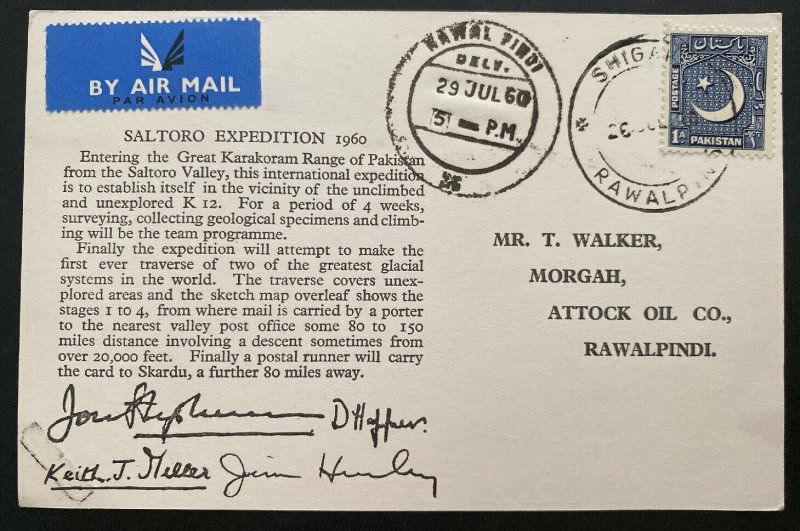 BY AIR MAIL
PAR AVION
SALTORO EXPEDITION 1960
Entering the Great Karakoram Range of Pakistan
from the Saltoro Valley, this international expedition
is to establish itself in the vicinity of the unclimbed
and unexplored K 12. For a period of 4 weeks,
surveying, collecting geological specimens and climb-
ing will be the team programme.
Finally the expedition will attempt to make the
first ever traverse of two of the greatest glacial
systems in the world. The traverse covers unex-
plored areas and the sketch map overleaf shows the
stages 1 to 4, from where mail is carried by a porter
to the nearest valley post office some 80 to 150
miles distance involving a descent sometimes from
over 20,000 feet. Finally a postal runner will carry
the card to Skardu, a further 80 miles away.
Keith. J. Miller
Jim Hurley
RAWAL PINDI
DELY.
29 JUL 60
5 P.M.
RAWALPIN
پاکستان
POSTAGE
1A
PAKISTAN
MR. T. WALKER,
MORGAH,
ATTOCK OIL CO.,
RAWALPINDI.